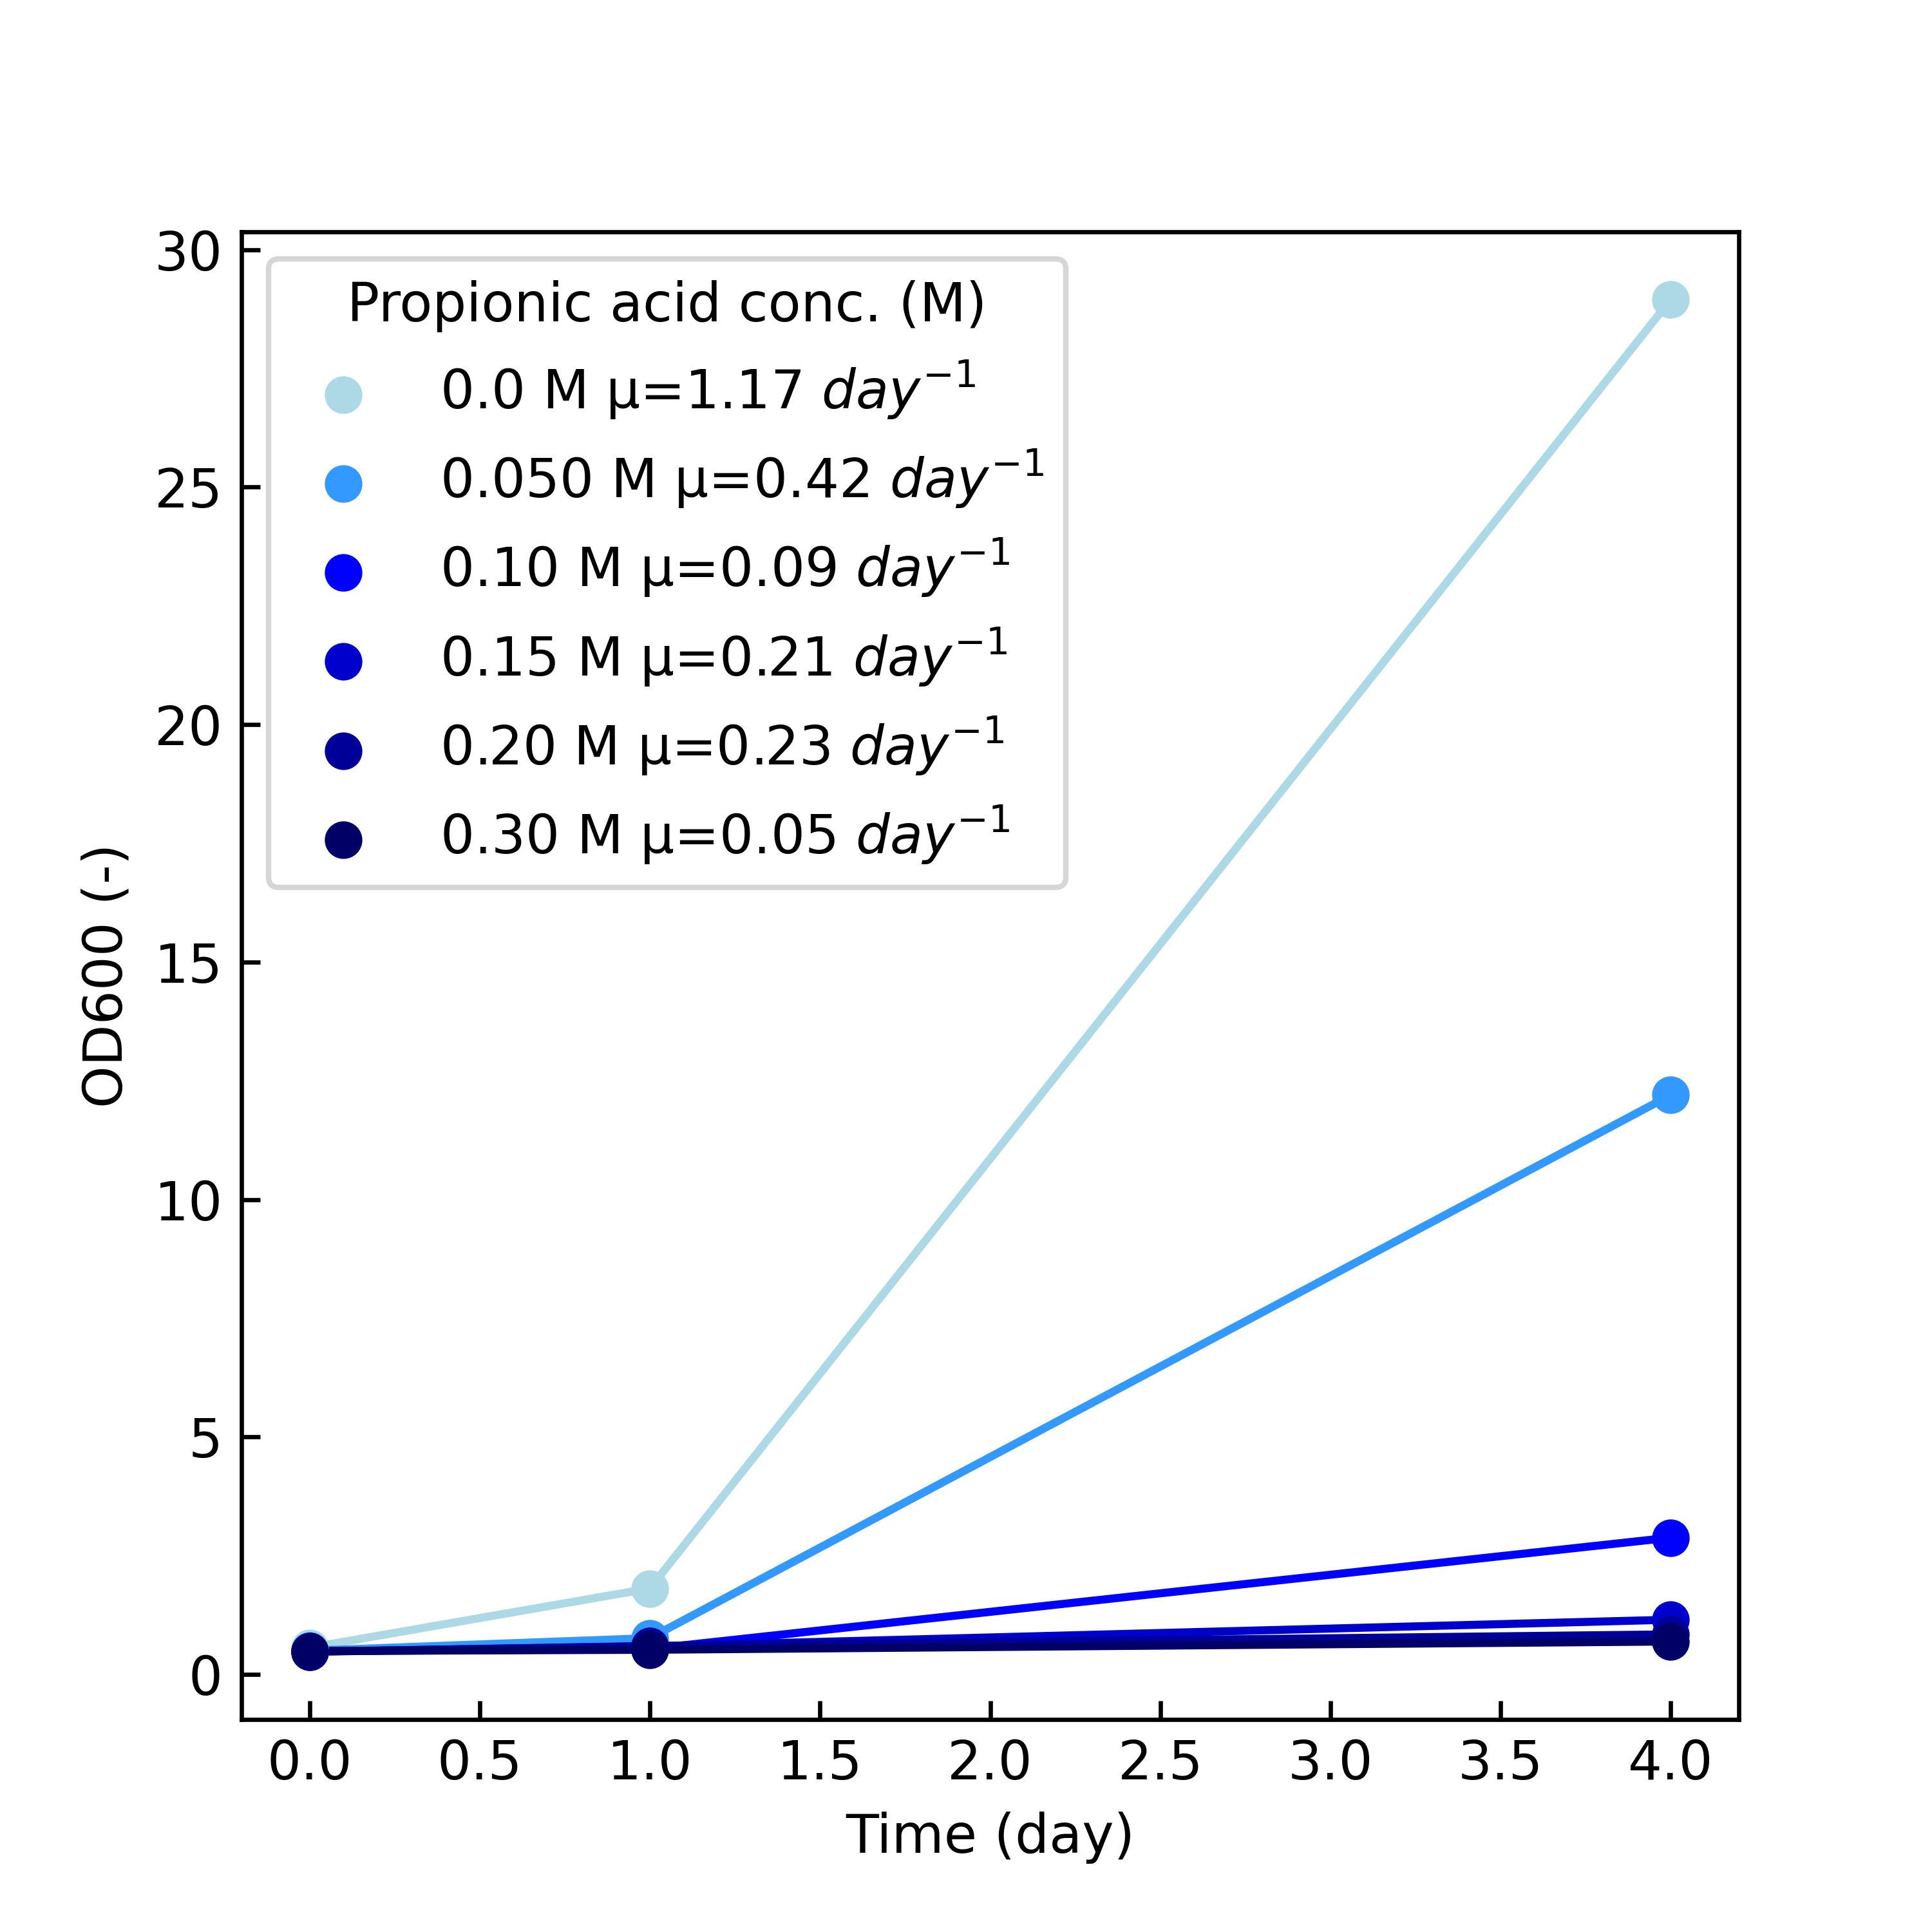 Propionic acid conc. (M)
0.0 M μ=1.17 day⁻¹
0.050 M μ=0.42 day⁻¹
0.10 M μ=0.09 day⁻¹
0.15 M μ=0.21 day⁻¹
0.20 M μ=0.23 day⁻¹
0.30 M μ=0.05 day⁻¹
30
25
20
15
10
5
0
OD600 (-)
0.0 0.5 1.0 1.5 2.0 2.5 3.0 3.5 4.0
Time (day)